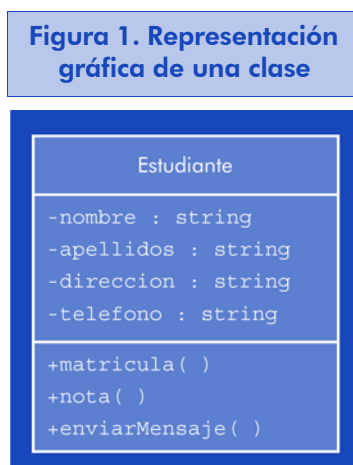 Figura 1. Representación
gráfica de una clase
Estudiante
-nombre : string
-apellidos : string
-direccion : string
-telefono : string
+matricula( )
+nota( )
+enviarMensaje( )